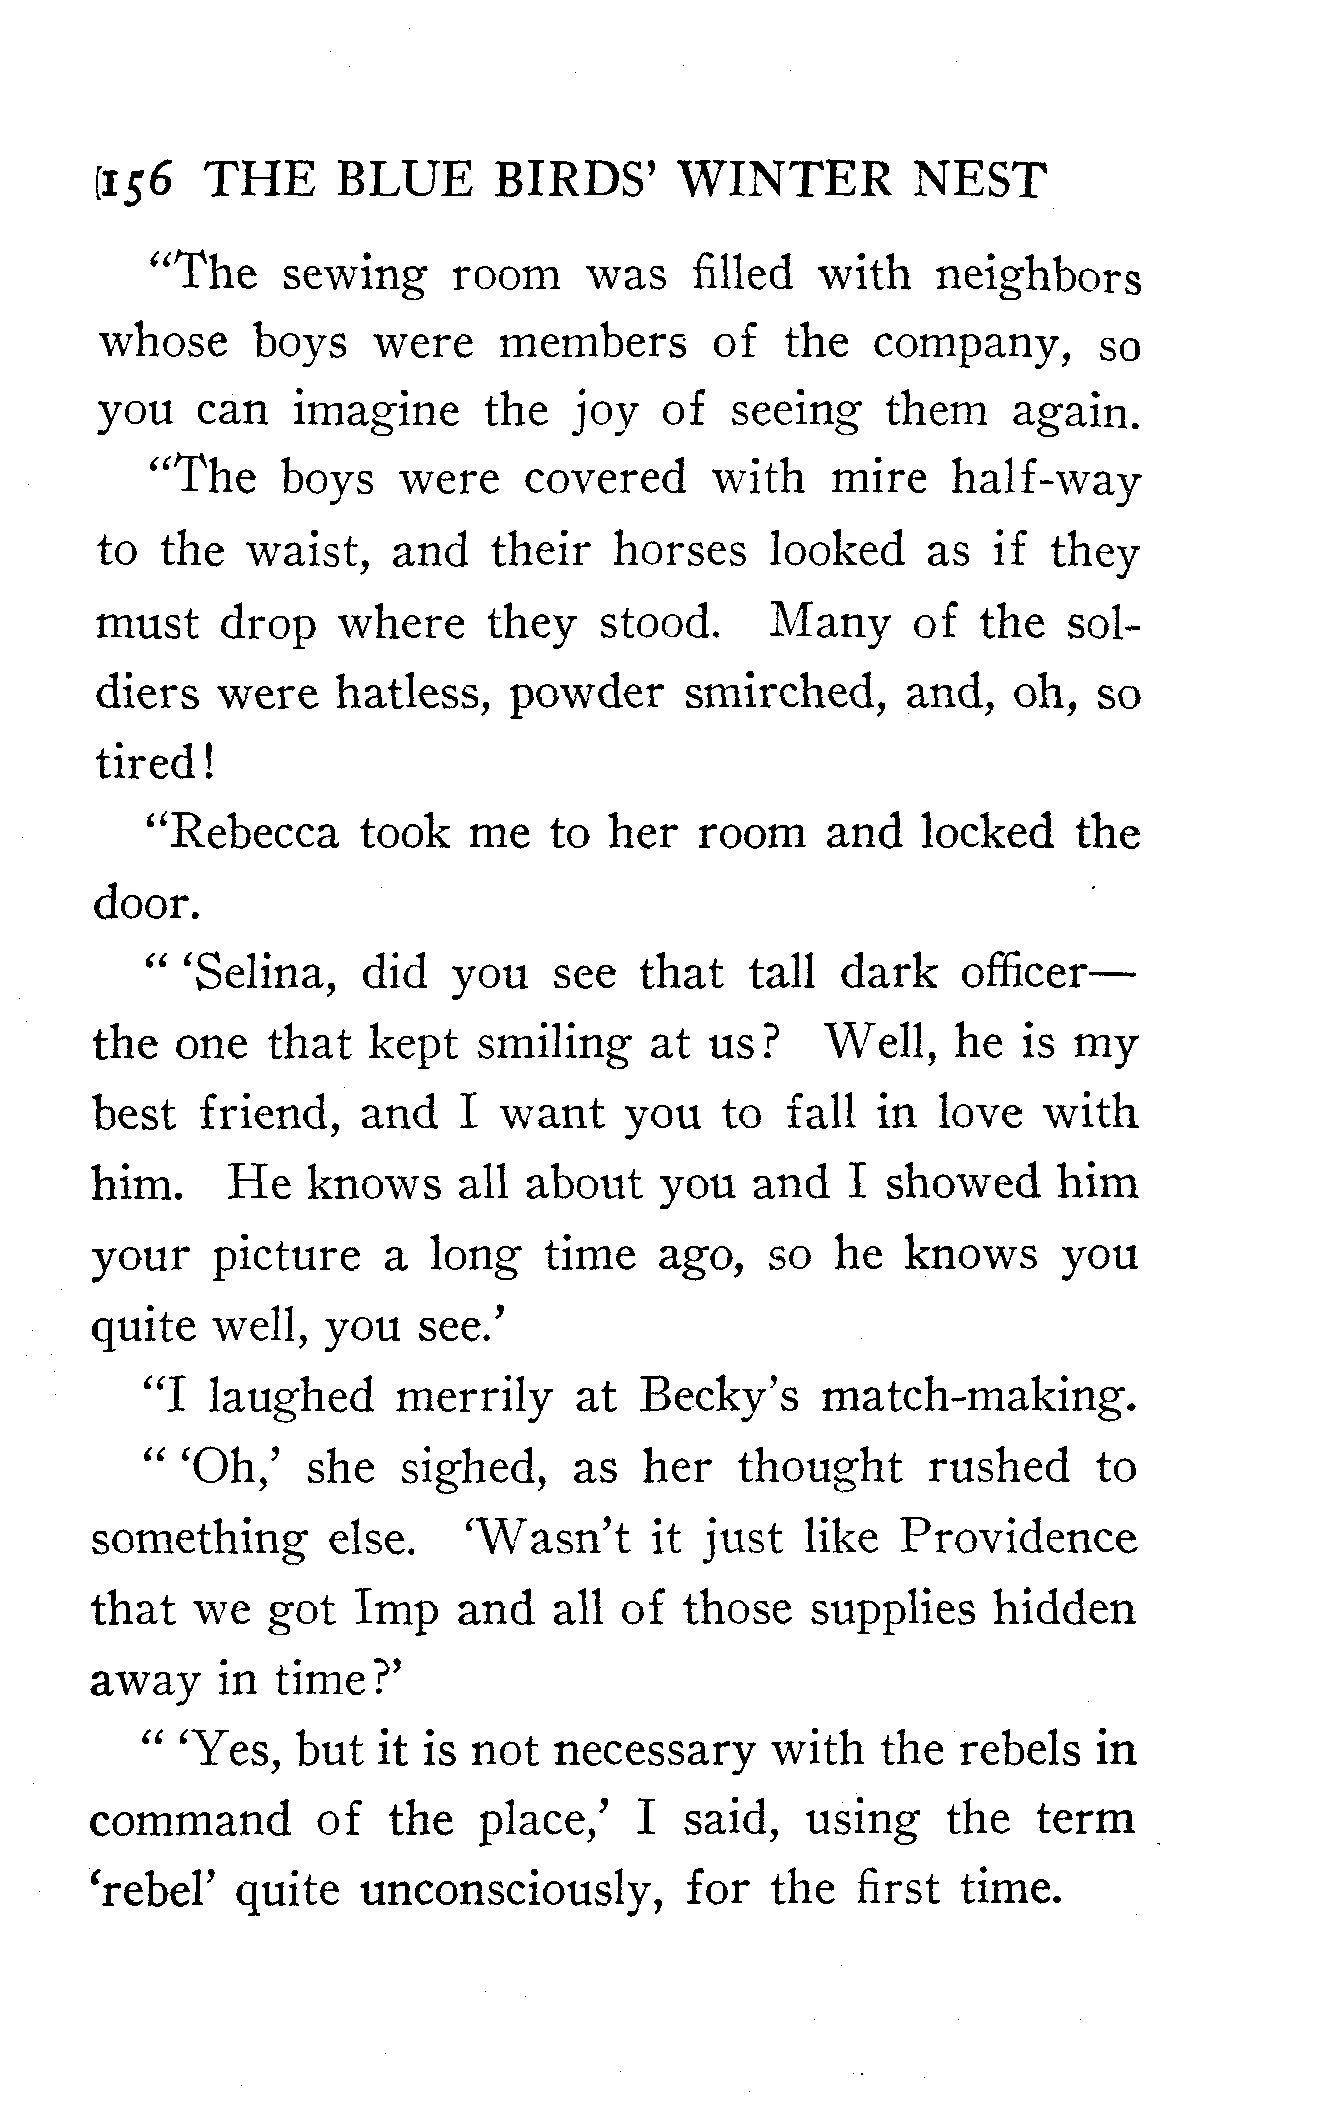 156 THE BLUE BIRDS' WINTER NEST
"The sewing room was filled with neighbors
whose boys were members of the company, so
you can imagine the joy of seeing them again.
"The boys were covered with mire half-way
to the waist, and their horses looked as if they
must drop where they stood. Many of the sol-
diers were hatless, powder smirched, and, oh, so
tired!
"Rebecca took me to her room and locked the
door.
" 'Selina, did you see that tall dark officer—
the one that kept smiling at us? Well, he is my
best friend, and I want you to fall in love with
him. He knows all about you and I showed him
your picture a long time ago, so he knows you
quite well, you see.'
"I laughed merrily at Becky's match-making.
" 'Oh,' she sighed, as her thought rushed to
something else. 'Wasn't it just like Providence
that we got Imp and all of those supplies hidden
away in time?'
" 'Yes, but it is not necessary with the rebels in
command of the place,' I said, using the term
'rebel' quite unconsciously, for the first time.